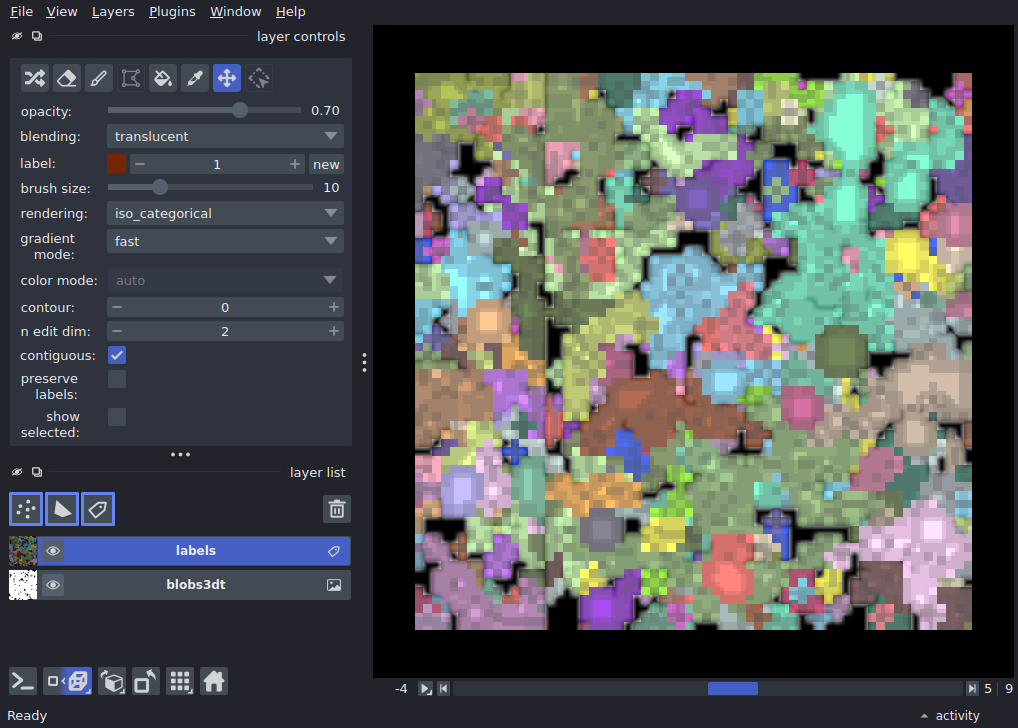 File View Layers Plugins Window Help
layer controls
opacity: 0.70
blending: translucent
label: 1 new
brush size: 10
rendering: iso_categorical
gradient
mode: fast
color mode: auto
contour: 0
n edit dim: 2
contiguous:
preserve
labels:
show
selected:
layer list
labels
blobs3dt
-4 5 9
Ready activity